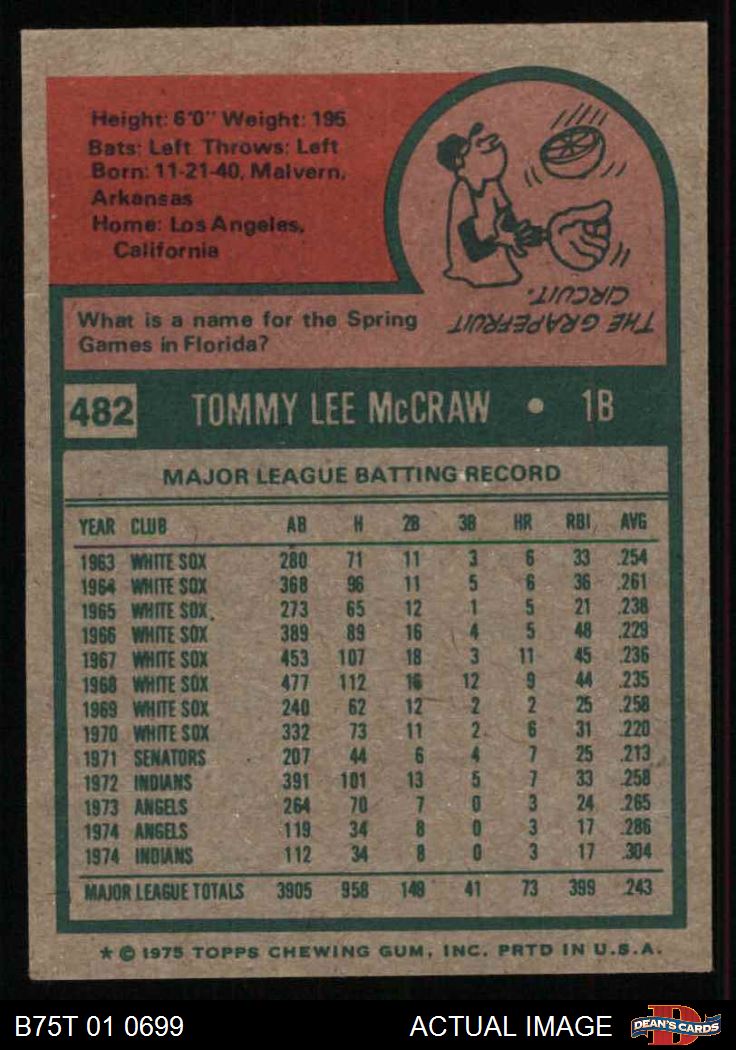 Height: 6'0" Weight: 195
Bats: Left Throws: Left
Born: 11-21-40, Malvern,
Arkansas
Home: Los Angeles,
California
What is a name for the Spring
Games in Florida?
THE GRAPEFRUIT
CIRCUIT.
482 TOMMY LEE McCRAW • 1B
MAJOR LEAGUE BATTING RECORD
YEAR CLUB AB H 2B 3B HR RBI AVG
1963 WHITE SOX 280 71 11 3 6 33 .254
1964 WHITE SOX 368 96 11 5 6 36 .261
1965 WHITE SOX 273 65 12 1 5 21 .238
1966 WHITE SOX 389 89 16 4 5 48 .229
1967 WHITE SOX 453 107 18 3 11 45 .236
1968 WHITE SOX 477 112 16 12 9 44 .235
1969 WHITE SOX 240 62 12 2 2 25 .258
1970 WHITE SOX 332 73 11 2 6 31 .220
1971 SENATORS 207 44 6 4 7 25 .213
1972 INDIANS 391 101 13 5 7 33 .258
1973 ANGELS 264 70 7 0 3 24 .265
1974 ANGELS 119 34 8 0 3 17 .286
1974 INDIANS 112 34 8 0 3 17 .304
MAJOR LEAGUE TOTALS 3905 958 149 41 73 399 .243
* © 1975 TOPPS CHEWING GUM, INC. PRTD IN U.S.A.
B75T 01 0699 ACTUAL IMAGE DEAN'S CARDS